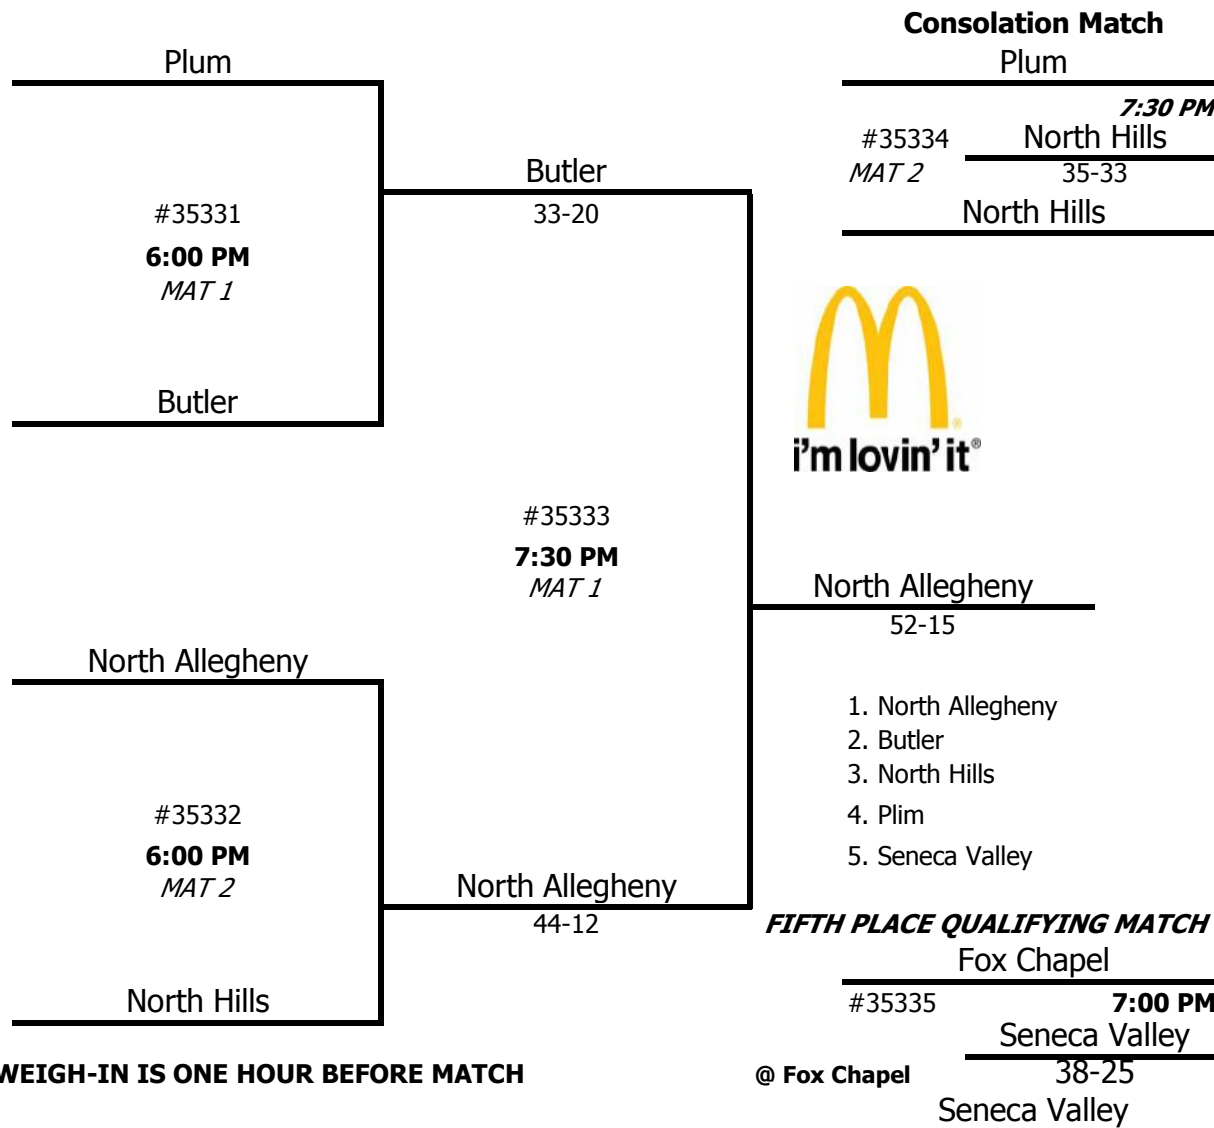 Consolation Match
Plum
Plum
7:30 PM
#35334
North Hills
MAT 2
35-33
North Hills
Butler
33-20
#35331
6:00 PM
MAT 1
Butler
i'm lovin' it®
#35333
7:30 PM
MAT 1
North Allegheny
52-15
North Allegheny
1. North Allegheny
2. Butler
3. North Hills
4. Plim
5. Seneca Valley
#35332
6:00 PM
MAT 2
North Allegheny
44-12
North Hills
FIFTH PLACE QUALIFYING MATCH
Fox Chapel
#35335
7:00 PM
Seneca Valley
38-25
@ Fox Chapel
Seneca Valley
WEIGH-IN IS ONE HOUR BEFORE MATCH